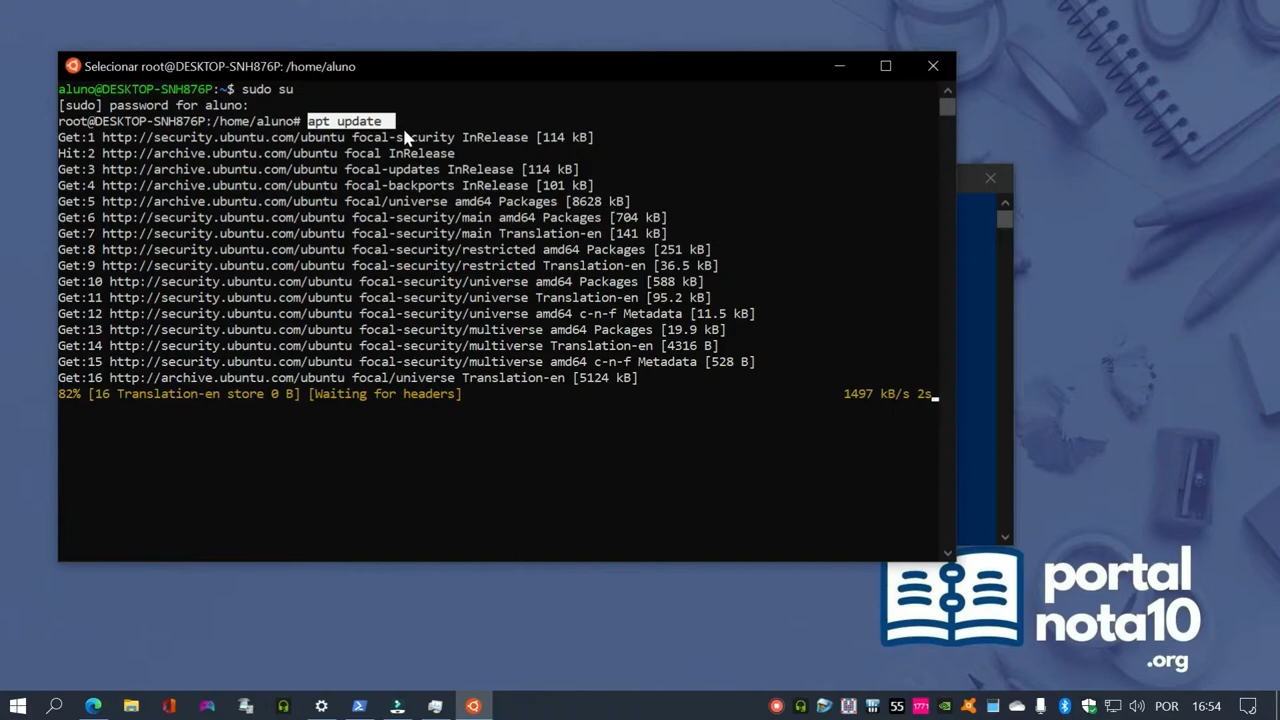 Selecionar root@DESKTOP-SNH876P: /home/aluno
aluno@DESKTOP-SNH876P:~$ sudo su
[sudo] password for aluno:
root@DESKTOP-SNH876P:/home/aluno# apt update
Get:1 http://security.ubuntu.com/ubuntu focal-security InRelease [114 kB]
Hit:2 http://archive.ubuntu.com/ubuntu focal InRelease
Get:3 http://archive.ubuntu.com/ubuntu focal-updates InRelease [114 kB]
Get:4 http://archive.ubuntu.com/ubuntu focal-backports InRelease [101 kB]
Get:5 http://archive.ubuntu.com/ubuntu focal/universe amd64 Packages [8628 kB]
Get:6 http://security.ubuntu.com/ubuntu focal-security/main amd64 Packages [704 kB]
Get:7 http://security.ubuntu.com/ubuntu focal-security/main Translation-en [141 kB]
Get:8 http://security.ubuntu.com/ubuntu focal-security/restricted amd64 Packages [251 kB]
Get:9 http://security.ubuntu.com/ubuntu focal-security/restricted Translation-en [36.5 kB]
Get:10 http://security.ubuntu.com/ubuntu focal-security/universe amd64 Packages [588 kB]
Get:11 http://security.ubuntu.com/ubuntu focal-security/universe Translation-en [95.2 kB]
Get:12 http://security.ubuntu.com/ubuntu focal-security/universe amd64 c-n-f Metadata [11.5 kB]
Get:13 http://security.ubuntu.com/ubuntu focal-security/multiverse amd64 Packages [19.9 kB]
Get:14 http://security.ubuntu.com/ubuntu focal-security/multiverse Translation-en [4316 B]
Get:15 http://security.ubuntu.com/ubuntu focal-security/multiverse amd64 c-n-f Metadata [528 B]
Get:16 http://archive.ubuntu.com/ubuntu focal/universe Translation-en [5124 kB]
82% [16 Translation-en store 0 B] [Waiting for headers] 1497 kB/s 2s
portal
nota10
.org
55
1771
POR
16:54